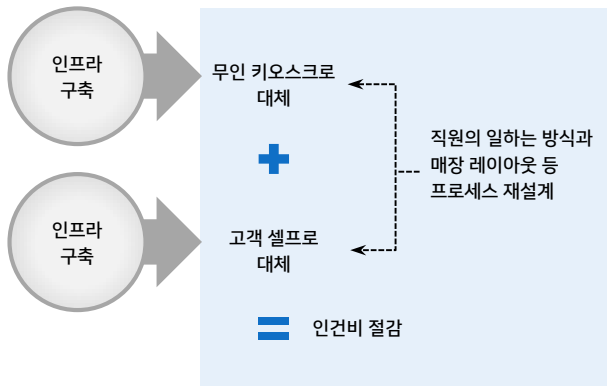 인프라
구축
무인 키오스크로
대체
직원의 일하는 방식과
매장 레이아웃 등
프로세스 재설계
인프라
구축
고객 셀프로
대체
인건비 절감